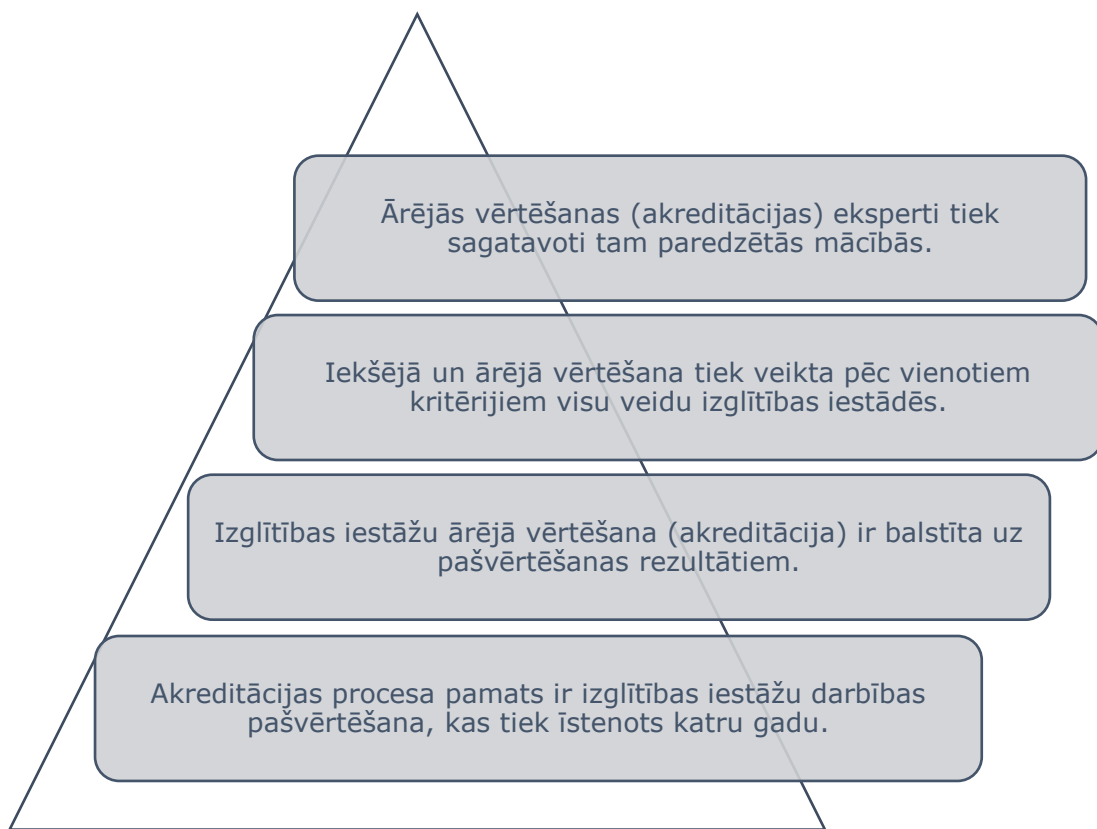 Ārējās vērtēšanas (akreditācijas) eksperti tiek
sagatavoti tam paredzētās mācībās.
Iekšējā un ārējā vērtēšana tiek veikta pēc vienotiem
kritērijiem visu veidu izglītības iestādēs.
Izglītības iestāžu ārējā vērtēšana (akreditācija) ir balstīta uz
pašvērtēšanas rezultātiem.
Akreditācijas procesa pamats ir izglītības iestāžu darbības
pašvērtēšana, kas tiek īstenots katru gadu.